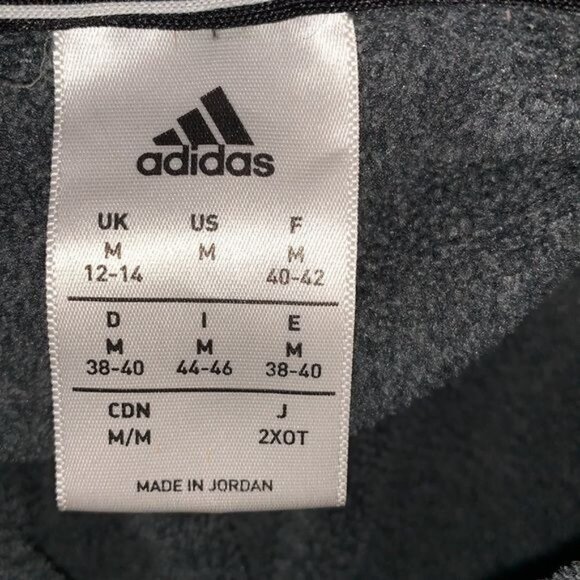 adidas
UK US F
M M M
12-14 40-42
D I E
M M M
38-40 44-46 38-40
CDN J
M/M 2XOT
MADE IN JORDAN